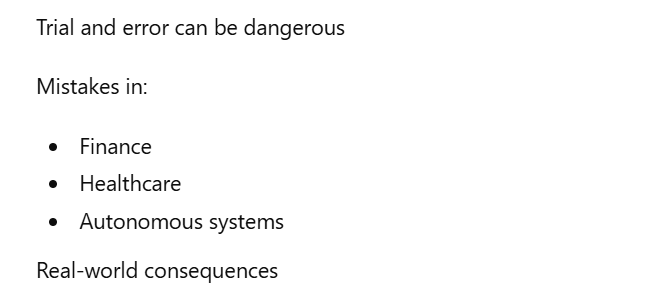 Trial and error can be dangerous
Mistakes in:
• Finance
• Healthcare
• Autonomous systems
Real-world consequences